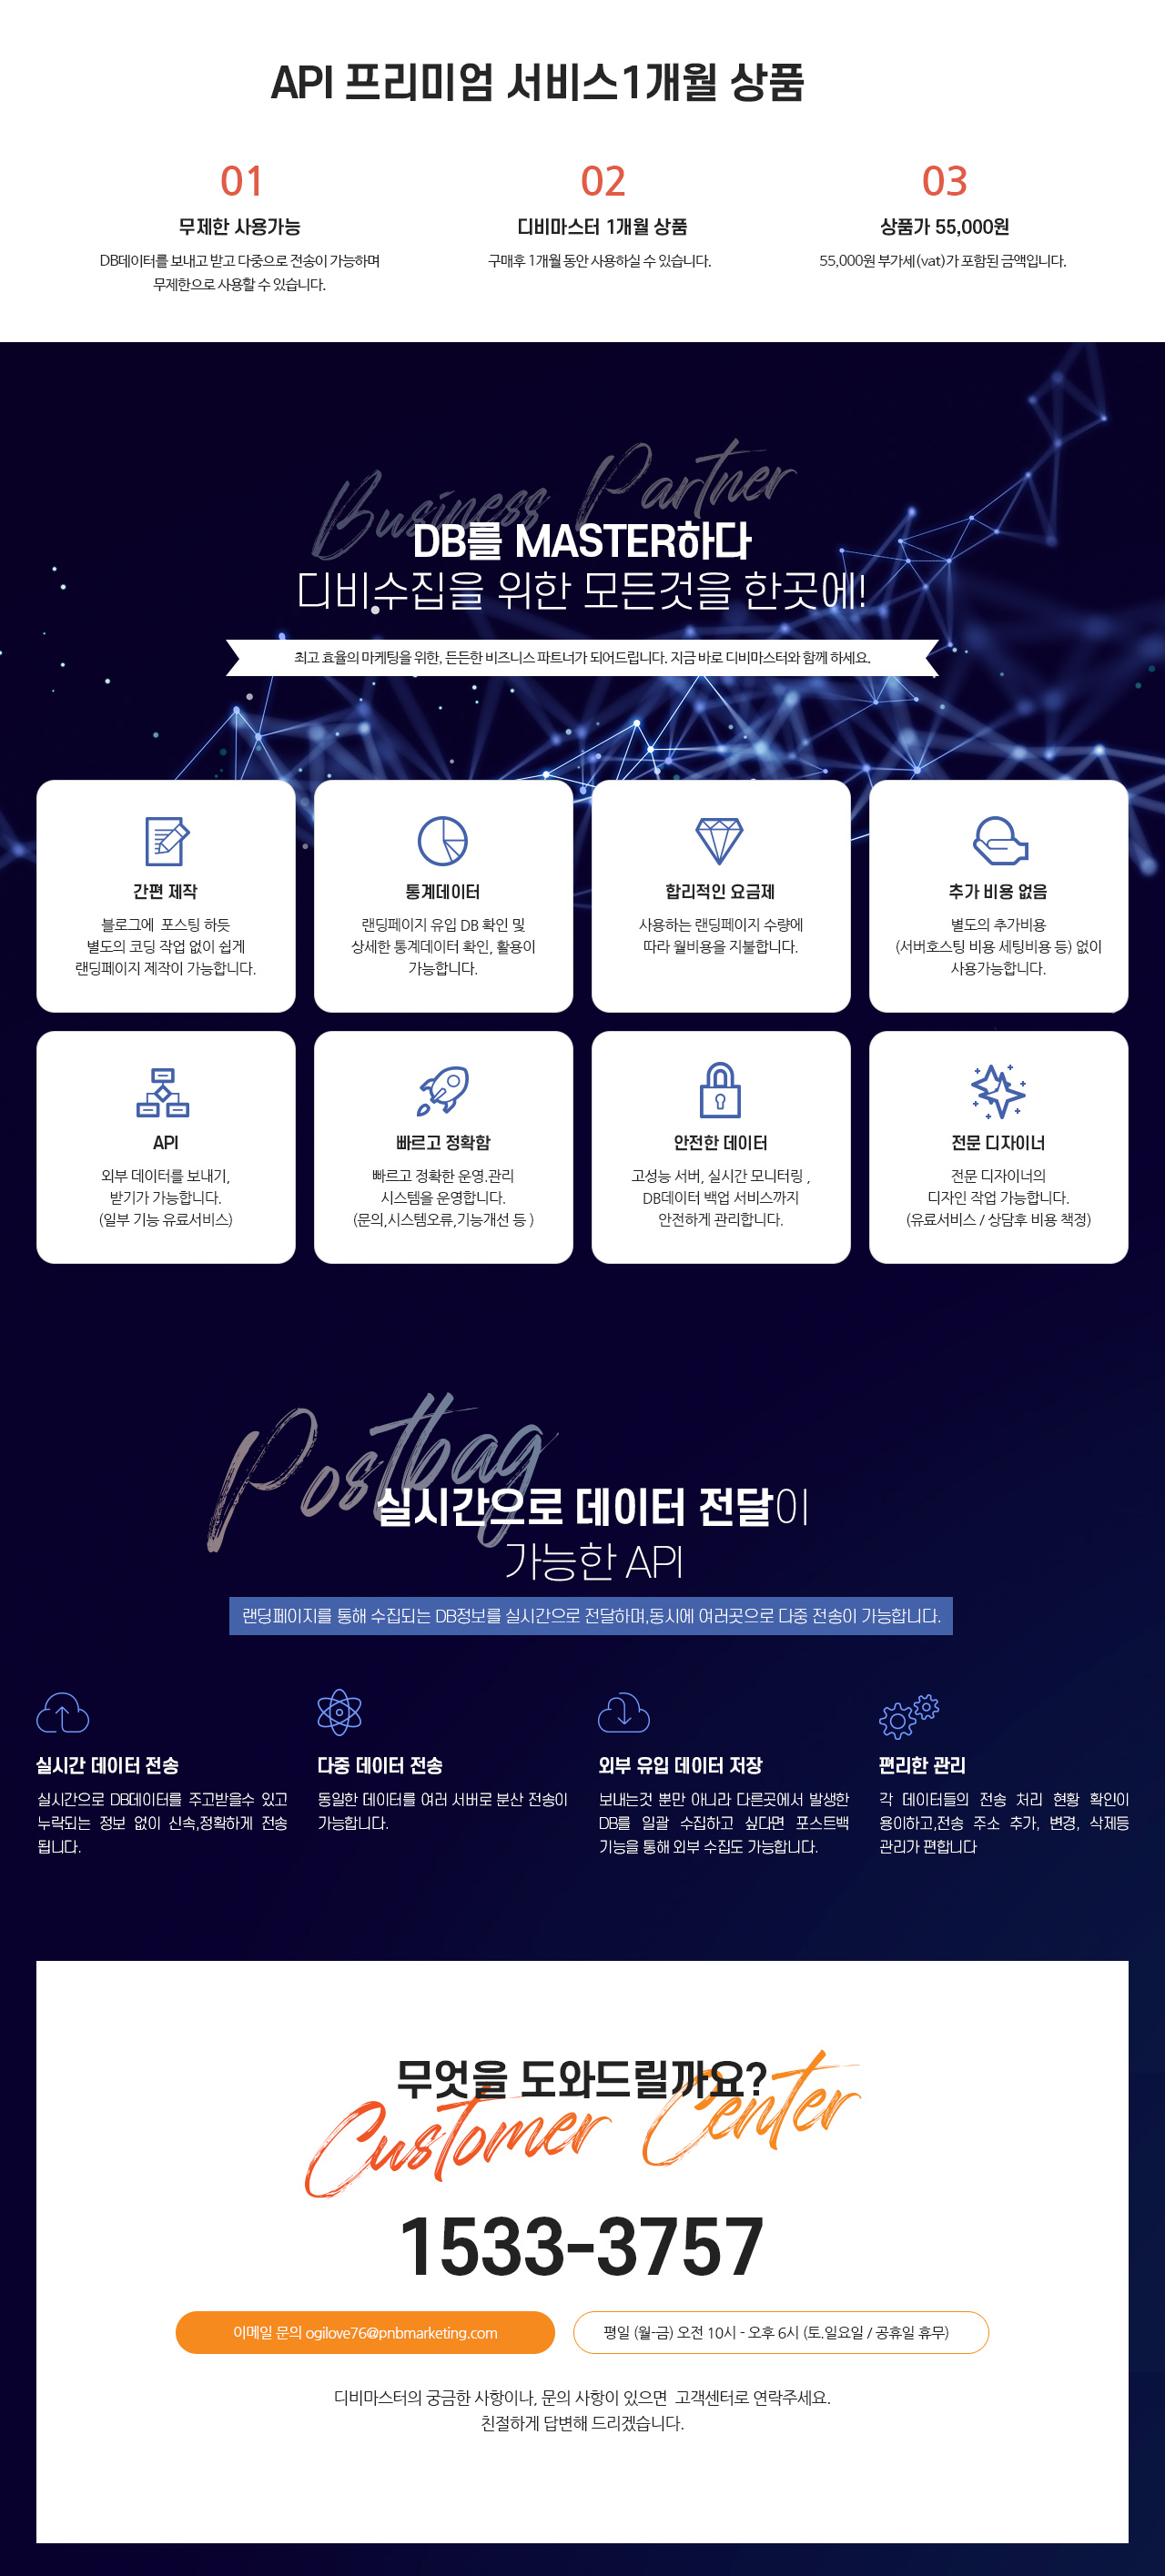 API 프리미엄 서비스1개월 상품
01
무제한 사용가능
DB데이터를 보내고 받고 다중으로 전송이 가능하며
무제한으로 사용할 수 있습니다.
02
디비마스터 1개월 상품
구매후 1개월 동안 사용하실 수 있습니다.
03
상품가 55,000원
55,000원 부가세(vat)가 포함된 금액입니다.
Business Partner
DB를 MASTER하다
디비수집을 위한 모든것을 한곳에!
최고 효율의 마케팅을 위한, 든든한 비즈니스 파트너가 되어드립니다. 지금 바로 디비마스터와 함께 하세요.
간편 제작
블로그에 포스팅 하듯
별도의 코딩 작업 없이 쉽게
랜딩페이지 제작이 가능합니다.
통계데이터
랜딩페이지 유입 DB 확인 및
상세한 통계데이터 확인, 활용이
가능합니다.
합리적인 요금제
사용하는 랜딩페이지 수량에
따라 월비용을 지불합니다.
추가 비용 없음
별도의 추가비용
(서버호스팅 비용 세팅비용 등) 없이
사용가능합니다.
API
외부 데이터를 보내기,
받기가 가능합니다.
(일부 기능 유료서비스)
빠르고 정확함
빠르고 정확한 운영.관리
시스템을 운영합니다.
(문의,시스템오류,기능개선 등 )
안전한 데이터
고성능 서버, 실시간 모니터링 ,
DB데이터 백업 서비스까지
안전하게 관리합니다.
전문 디자이너
전문 디자이너의
디자인 작업 가능합니다.
(유료서비스 / 상담후 비용 책정)
Postbag
실시간으로 데이터 전달이
가능한 API
랜딩페이지를 통해 수집되는 DB정보를 실시간으로 전달하며,동시에 여러곳으로 다중 전송이 가능합니다.
실시간 데이터 전송
실시간으로 DB데이터를 주고받을수 있고
누락되는 정보 없이 신속,정확하게 전송
됩니다.
다중 데이터 전송
동일한 데이터를 여러 서버로 분산 전송이
가능합니다.
외부 유입 데이터 저장
보내는것 뿐만 아니라 다른곳에서 발생한
DB를 일괄 수집하고 싶다면 포스트백
기능을 통해 외부 수집도 가능합니다.
편리한 관리
각 데이터들의 전송 처리 현황 확인이
용이하고,전송 주소 추가, 변경, 삭제등
관리가 편합니다
무엇을 도와드릴까요?
Customer Center
1533-3757
이메일 문의 ogilove76@pnbmarketing.com
평일 (월-금) 오전 10시 - 오후 6시 (토.일요일 / 공휴일 휴무)
디비마스터의 궁금한 사항이나, 문의 사항이 있으면 고객센터로 연락주세요.
친절하게 답변해 드리겠습니다.